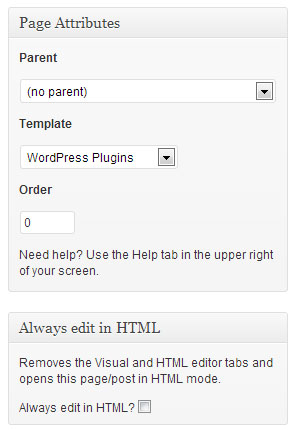 Page Attributes
Parent
(no parent)
Template
WordPress Plugins
Order
0
Need help? Use the Help tab in the upper right
of your screen.
Always edit in HTML
Removes the Visual and HTML editor tabs and
opens this page/post in HTML mode.
Always edit in HTML?